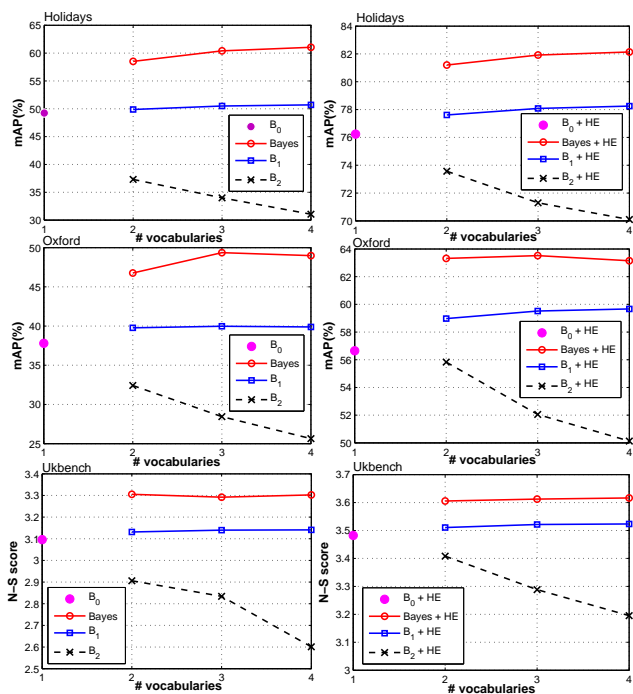 Holidays
65
60
55
50
45
40
35
30
mAP(%)
1
2
3
4
# vocabularies
B0
Bayes
B1
B2
Holidays
84
82
80
78
76
74
72
70
mAP(%)
1
2
3
4
# vocabularies
B0 + HE
Bayes + HE
B1 + HE
B2 + HE
Oxford
50
45
40
35
30
25
mAP(%)
1
2
3
4
# vocabularies
B0
Bayes
B1
B2
Oxford
64
62
60
58
56
54
52
50
mAP(%)
1
2
3
4
# vocabularies
B0 + HE
Bayes + HE
B1 + HE
B2 + HE
Ukbench
3.4
3.3
3.2
3.1
3
2.9
2.8
2.7
2.6
2.5
N−S score
1
2
3
4
# vocabularies
B0
Bayes
B1
B2
Ukbench
3.7
3.6
3.5
3.4
3.3
3.2
3.1
3
N−S score
1
2
3
4
# vocabularies
B0 + HE
Bayes + HE
B1 + HE
B2 + HE